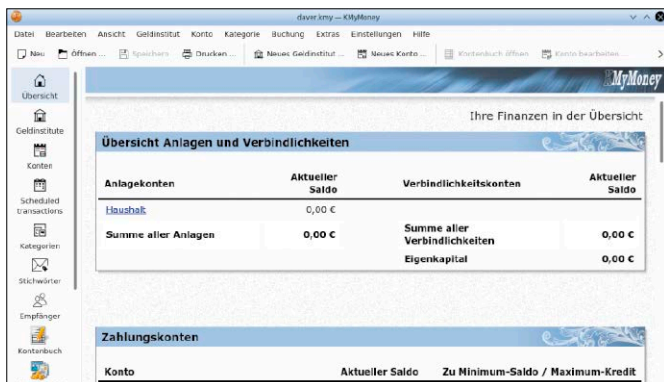 daver.kmy — KMyMoney
Datei Bearbeiten Ansicht Geldinstitut Konto Kategorie Buchung Extras Einstellungen Hilfe
Neu Öffnen ... Speichern Drucken ... Neues Geldinstitut ... Neues Konto ... Kontenbuch öffnen Konto bearbeiten ...
Übersicht
Geldinstitute
Konten
Scheduled
transactions
Kategorien
Stichwörter
Empfänger
Kontenbuch
MyMoney
Ihre Finanzen in der Übersicht
Übersicht Anlagen und Verbindlichkeiten
Anlagekonten Aktueller Saldo Verbindlichkeitskonten Aktueller Saldo
Haushalt 0,00 €
Summe aller Anlagen 0,00 € Summe aller Verbindlichkeiten 0,00 €
Eigenkapital 0,00 €
Zahlungskonten
Konto Aktueller Saldo Zu Minimum-Saldo / Maximum-Kredit